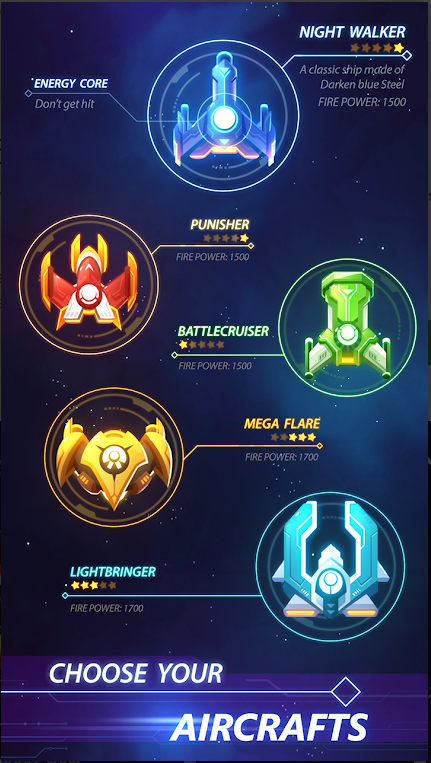 NIGHT WALKER
A classic ship made of
Darken blue Steel
FIRE POWER: 1500
ENERGY CORE
Don't get hit
PUNISHER
FIRE POWER: 1500
BATTLECRUISER
FIRE POWER: 1500
MEGA FLARE
FIRE POWER: 1700
LIGHTBRINGER
FIRE POWER: 1700
CHOOSE YOUR
AIRCRAFTS